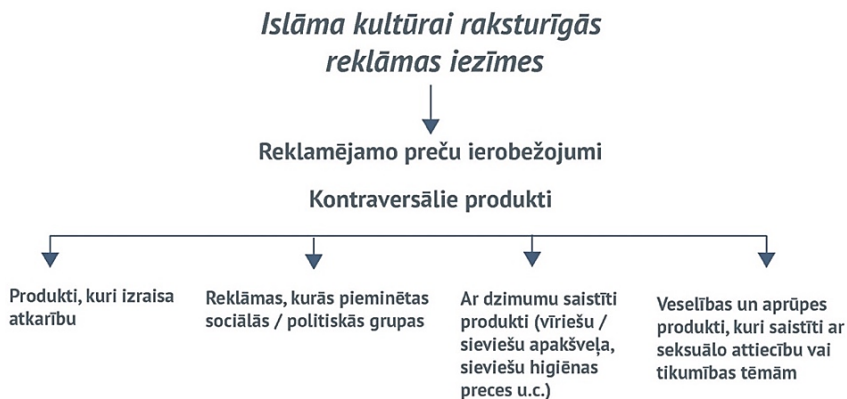 Islāma kultūrai raksturīgās
reklāmas iezīmes
Reklamējamo preču ierobežojumi
Kontraversālie produkti
Produkti, kuri izraisa
atkarību
Reklāmas, kurās pieminētas
sociālās / politiskās grupas
Ar dzimumu saistīti
produkti (vīriešu /
sieviešu apakšveļa,
sieviešu higiēnas
preces u.c.)
Veselības un aprūpes
produkti, kuri saistīti ar
seksuālo attiecību vai
tikumības tēmām